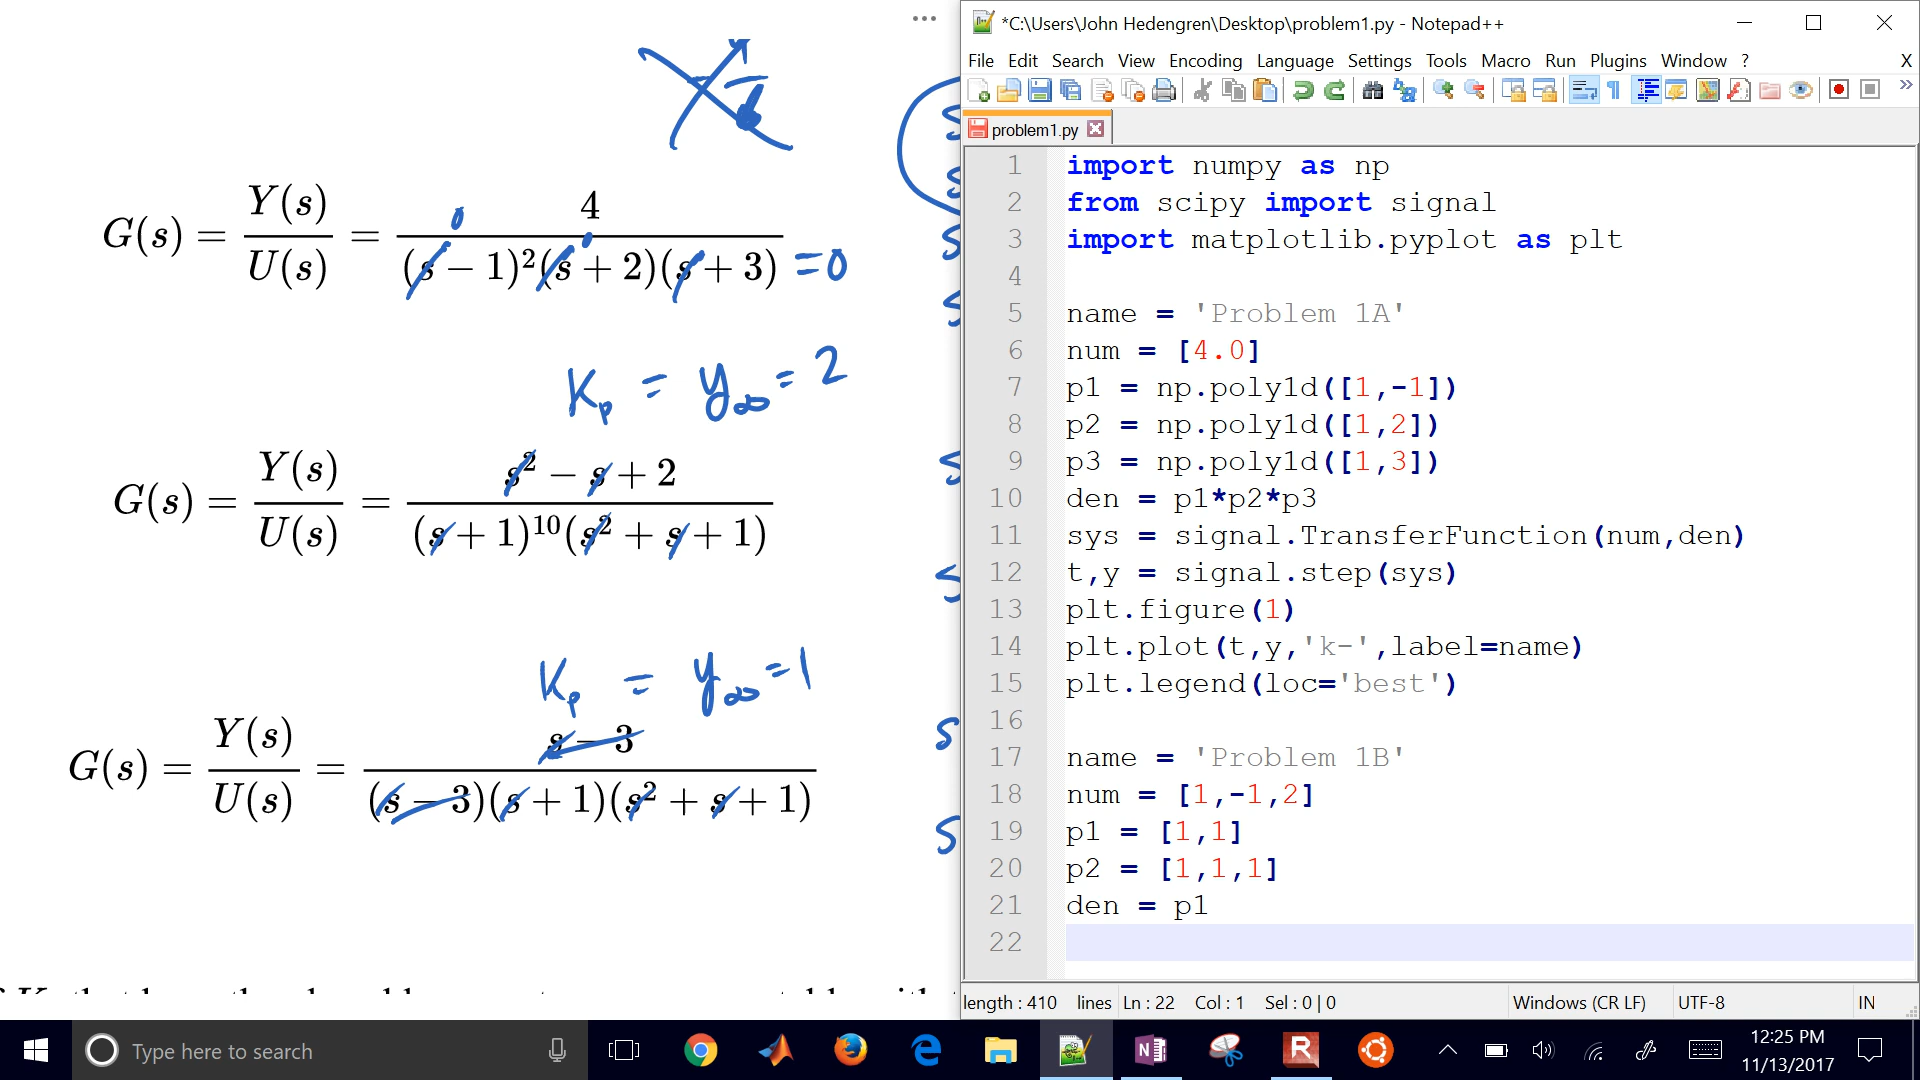 *C:\Users\John Hedengren\Desktop\problem1.py - Notepad++
File Edit Search View Encoding Language Settings Tools Macro Run Plugins Window ? X
problem1.py
G(s) = Y(s)/U(s) = 4/((s − 1)²(s + 2)(s + 3)) = 0
0 0
Kp = y∞ = 2
G(s) = Y(s)/U(s) = (s² − s + 2)/((s + 1)¹⁰(s² + s + 1))
Kp = y∞ = 1
G(s) = Y(s)/U(s) = (s − 3)/((s − 3)(s + 1)(s² + s + 1))
1 import numpy as np
2 from scipy import signal
3 import matplotlib.pyplot as plt
4
5 name = 'Problem 1A'
6 num = [4.0]
7 p1 = np.poly1d([1,-1])
8 p2 = np.poly1d([1,2])
9 p3 = np.poly1d([1,3])
10 den = p1*p2*p3
11 sys = signal.TransferFunction(num,den)
12 t,y = signal.step(sys)
13 plt.figure(1)
14 plt.plot(t,y,'k-',label=name)
15 plt.legend(loc='best')
16
17 name = 'Problem 1B'
18 num = [1,-1,2]
19 p1 = [1,1]
20 p2 = [1,1,1]
21 den = p1
22
length : 410 lines Ln : 22 Col : 1 Sel : 0 | 0 Windows (CR LF) UTF-8 IN
Type here to search
12:25 PM
11/13/2017